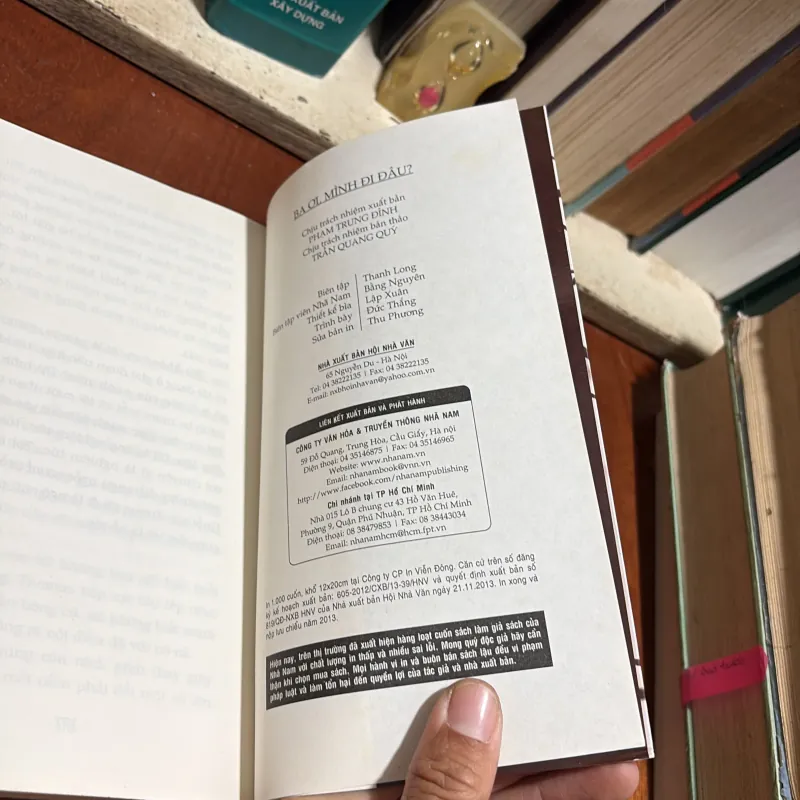 XUẤT BẢN
XÂY DỰNG
BA ƠI, MÌNH ĐI ĐÂU?
Chịu trách nhiệm xuất bản
PHẠM TRUNG ĐỈNH
Chịu trách nhiệm bản thảo
TRẦN QUANG QUÝ
Biên tập Thanh Long
Biên tập viên Nhã Nam Bằng Nguyên
Thiết kế bìa Lập Xuân
Trình bày Đức Thắng
Sửa bản in Thu Phương
NHÀ XUẤT BẢN HỘI NHÀ VĂN
65 Nguyễn Du - Hà Nội
Tel: 04 38222135 | Fax: 04 38222135
E-mail: nxbhoinhavan@yahoo.com.vn
LIÊN KẾT XUẤT BẢN VÀ PHÁT HÀNH
CÔNG TY VĂN HÓA & TRUYỀN THÔNG NHÃ NAM
59 Đỗ Quang, Trung Hòa, Cầu Giấy, Hà nội
Điện thoại: 04 35146875 | Fax: 04 35146965
Website: www.nhanam.vn
Email: nhanambook@vnn.vn
http://www.facebook.com/nhanampublishing
Chi nhánh tại TP Hồ Chí Minh
Nhà 015 Lô B chung cư 43 Hồ Văn Huê,
Phường 9, Quận Phú Nhuận, TP Hồ Chí Minh
Điện thoại: 08 38479853 | Fax: 08 38443034
Email: nhanamhcm@hcm.fpt.vn
In 1.000 cuốn, khổ 12x20cm tại Công ty CP In Viễn Đông. Căn cứ trên số đăng
ký kế hoạch xuất bản: 605-2012/CXB/13-39/HNV và quyết định xuất bản số
819/QĐ-NXB HNV của Nhà xuất bản Hội Nhà Văn ngày 21.11.2013. In xong và
nộp lưu chiểu năm 2013.
Hiện nay, trên thị trường đã xuất hiện hàng loạt cuốn sách làm giả sách của
Nhã Nam với chất lượng in thấp và nhiều sai lỗi. Mong quý độc giả hãy cẩn
thận khi chọn mua sách. Mọi hành vi in và buôn bán sách lậu đều vi phạm
pháp luật và làm tổn hại đến quyền lợi của tác giả và nhà xuất bản.